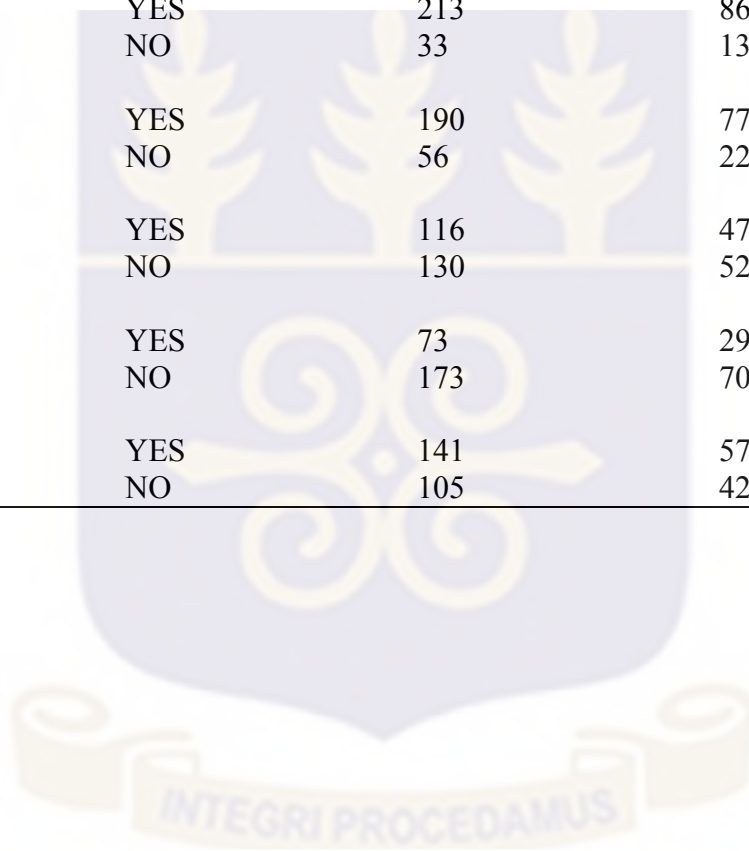 YES 213 86
NO 33 13
YES 190 77
NO 56 22
YES 116 47
NO 130 52
YES 73 29
NO 173 70
YES 141 57
NO 105 42
INTEGRI PROCEDAMUS